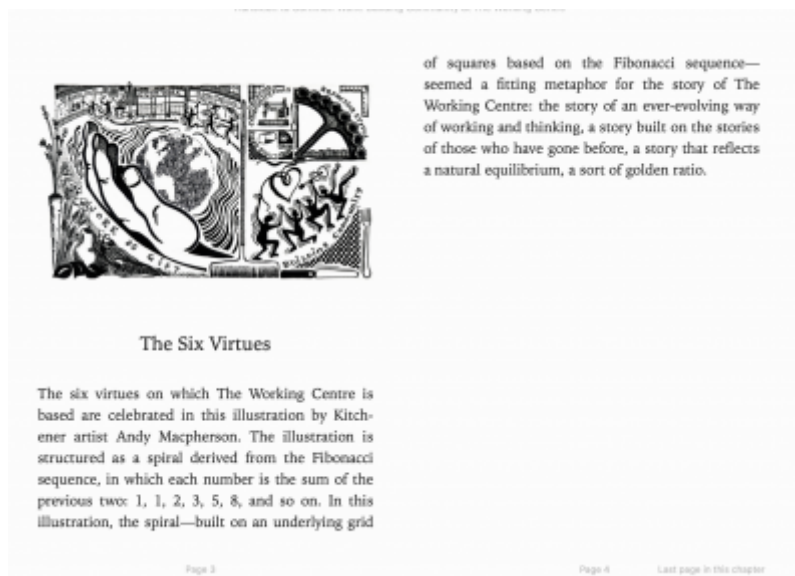 WORK AS GIFT
Building Community
The Six Virtues
The six virtues on which The Working Centre is
based are celebrated in this illustration by Kitch-
ener artist Andy Macpherson. The illustration is
structured as a spiral derived from the Fibonacci
sequence, in which each number is the sum of the
previous two: 1, 1, 2, 3, 5, 8, and so on. In this
illustration, the spiral—built on an underlying grid
Page 3
of squares based on the Fibonacci sequence—
seemed a fitting metaphor for the story of The
Working Centre: the story of an ever-evolving way
of working and thinking, a story built on the stories
of those who have gone before, a story that reflects
a natural equilibrium, a sort of golden ratio.
Page 4
Last page in this chapter